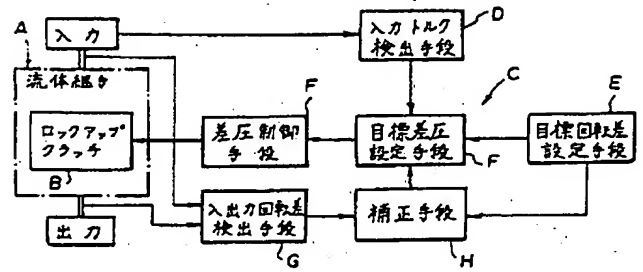 A
入力
流体継手
ロックアップ
クラッチ
B
出力
入力トルク
検出手段
D
C
E
差圧制御
手段
F
目標差圧
設定手段
F
目標回転差
設定手段
入出力回転差
検出手段
G
補正手段
H